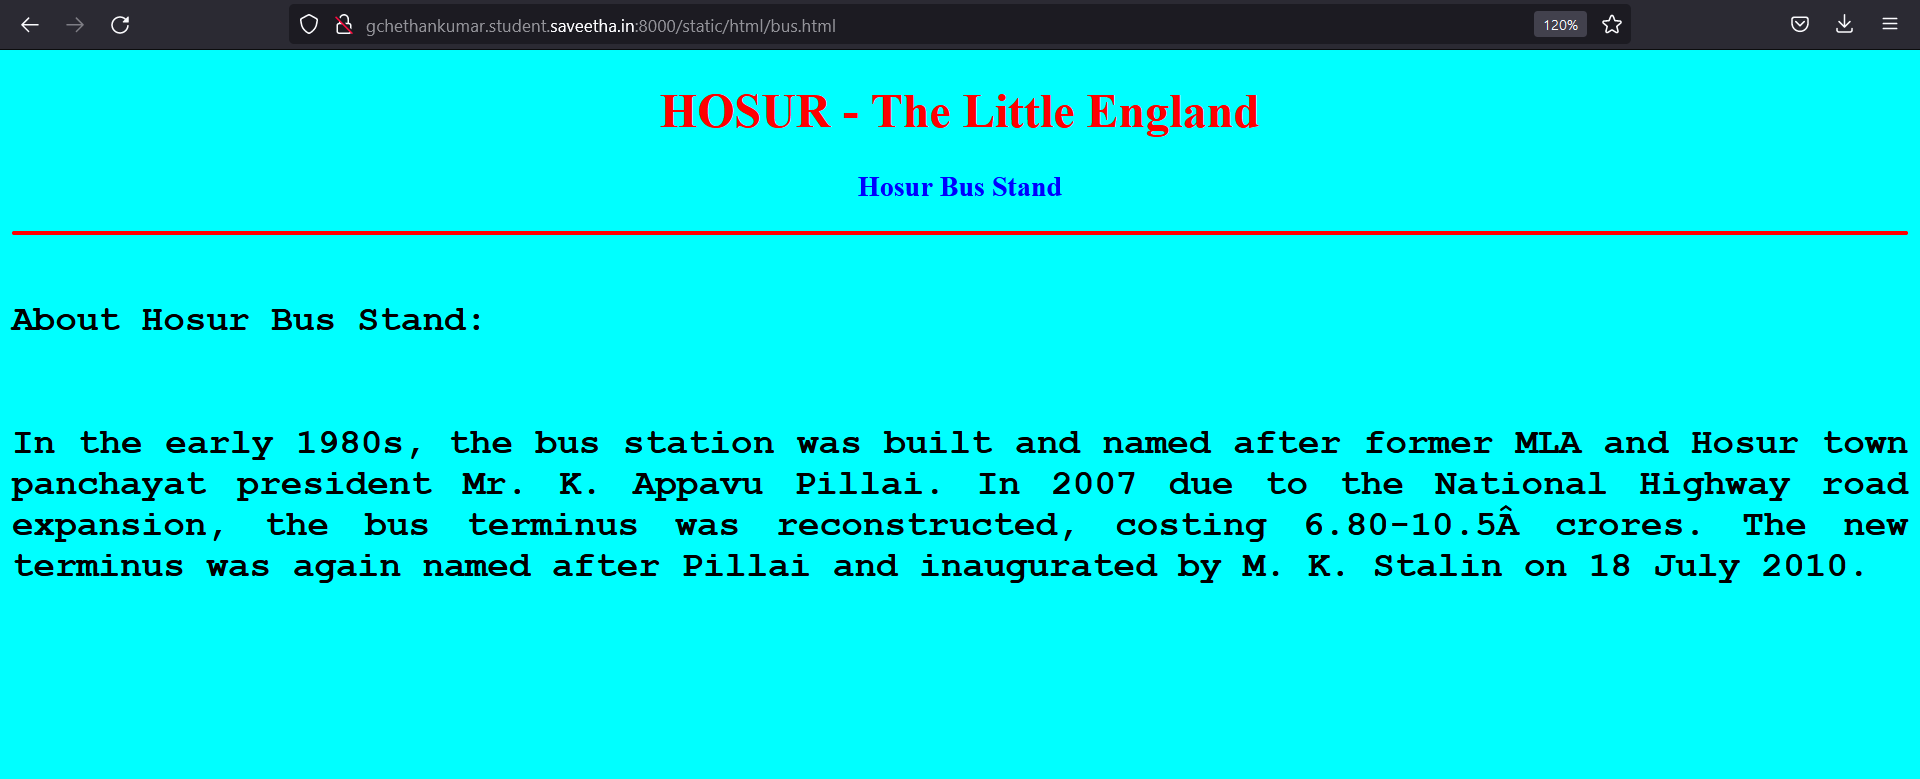 gchethankumar.student.saveetha.in:8000/static/html/bus.html
120%
HOSUR - The Little England
Hosur Bus Stand
About Hosur Bus Stand:
In the early 1980s, the bus station was built and named after former MLA and Hosur town
panchayat president Mr. K. Appavu Pillai. In 2007 due to the National Highway road
expansion, the bus terminus was reconstructed, costing 6.80-10.5Â crores. The new
terminus was again named after Pillai and inaugurated by M. K. Stalin on 18 July 2010.